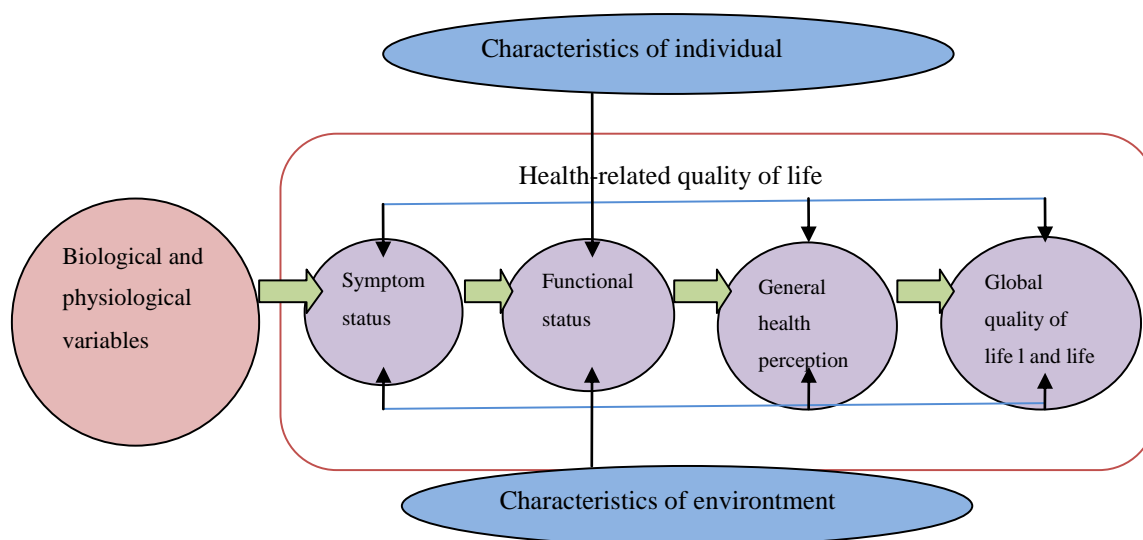 Characteristics of individual
Health-related quality of life
Biological and
physiological
variables
Symptom
status
Functional
status
General
health
perception
Global
quality of
life l and life
Characteristics of environtment